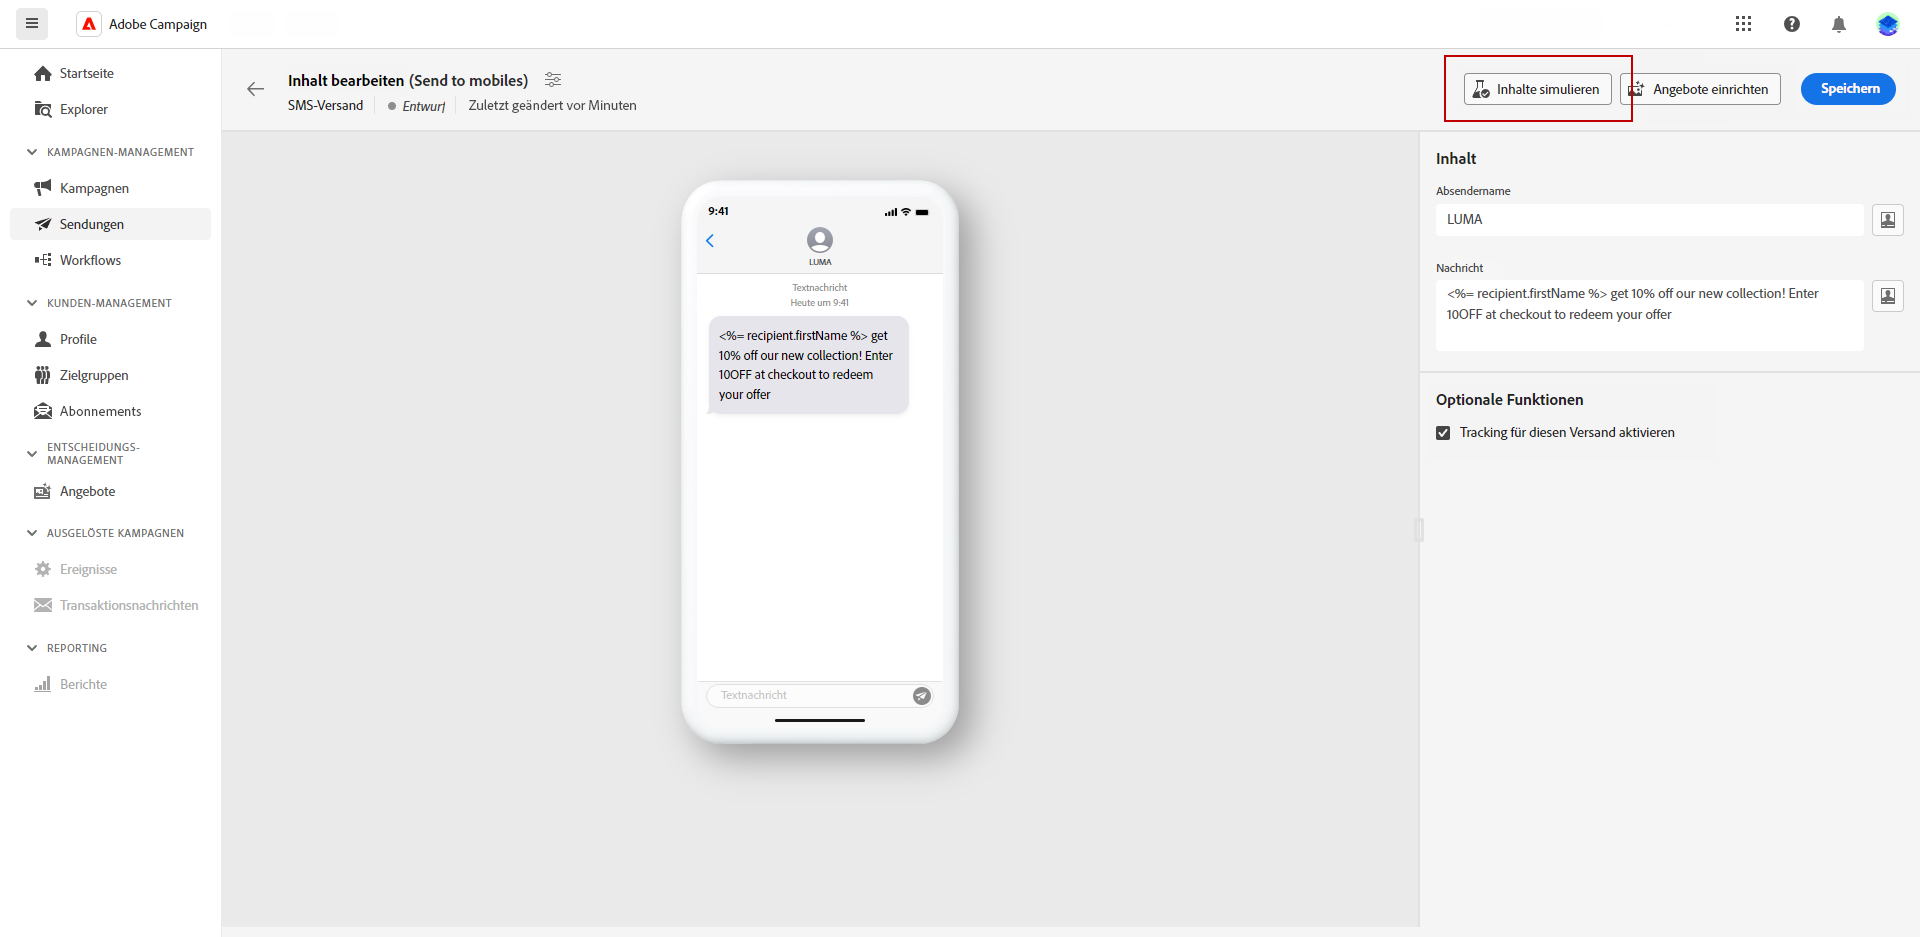 Adobe Campaign
Startseite
Explorer
KAMPAGNEN-MANAGEMENT
Kampagnen
Sendungen
Workflows
KUNDEN-MANAGEMENT
Profile
Zielgruppen
Abonnements
ENTSCHEIDUNGS-
MANAGEMENT
Angebote
AUSGELÖSTE KAMPAGNEN
Ereignisse
Transaktionsnachrichten
REPORTING
Berichte
Inhalt bearbeiten (Send to mobiles)
SMS-Versand Entwurf Zuletzt geändert vor Minuten
Inhalte simulieren
Angebote einrichten
Speichern
9:41
LUMA
Textnachricht
Heute um 9:41
<%= recipient.firstName %> get
10% off our new collection! Enter
10OFF at checkout to redeem
your offer
Textnachricht
Inhalt
Absendername
LUMA
Nachricht
<%= recipient.firstName %> get 10% off our new collection! Enter
10OFF at checkout to redeem your offer
Optionale Funktionen
Tracking für diesen Versand aktivieren